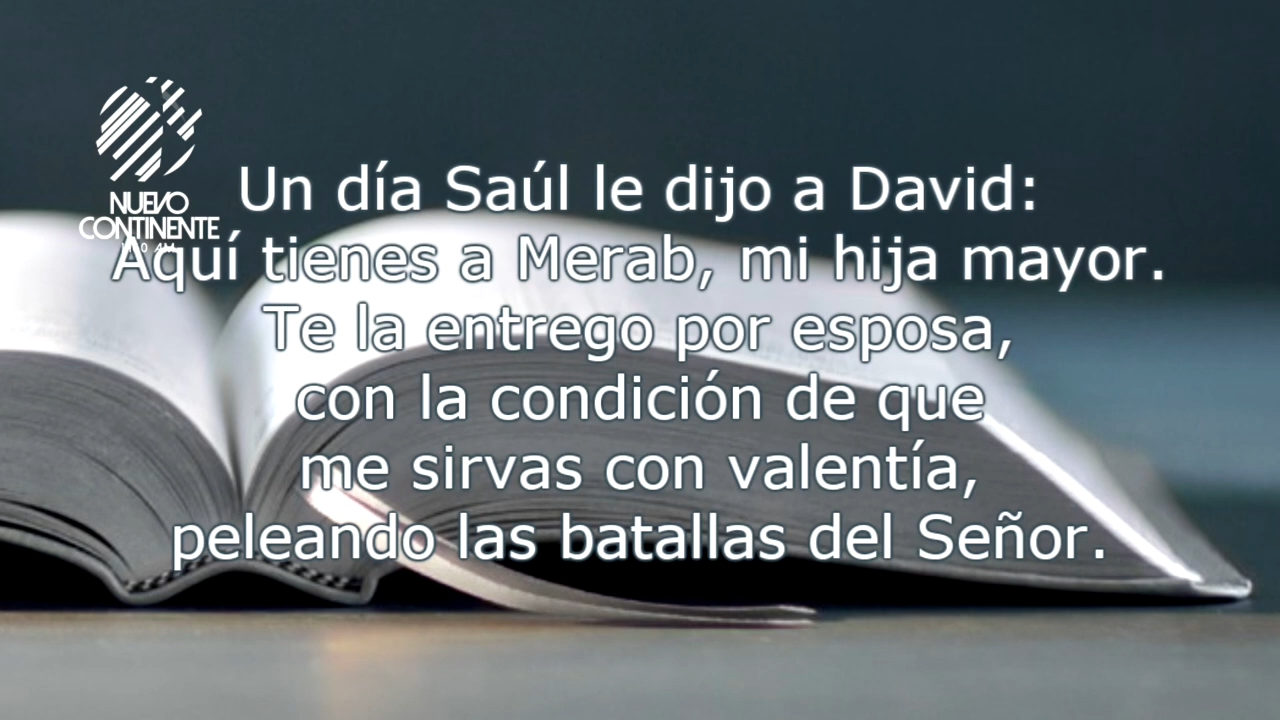 NUEVO
CONTINENTE
Un día Saúl le dijo a David:
Aquí tienes a Merab, mi hija mayor.
Te la entrego por esposa,
con la condición de que
me sirvas con valentía,
peleando las batallas del Señor.